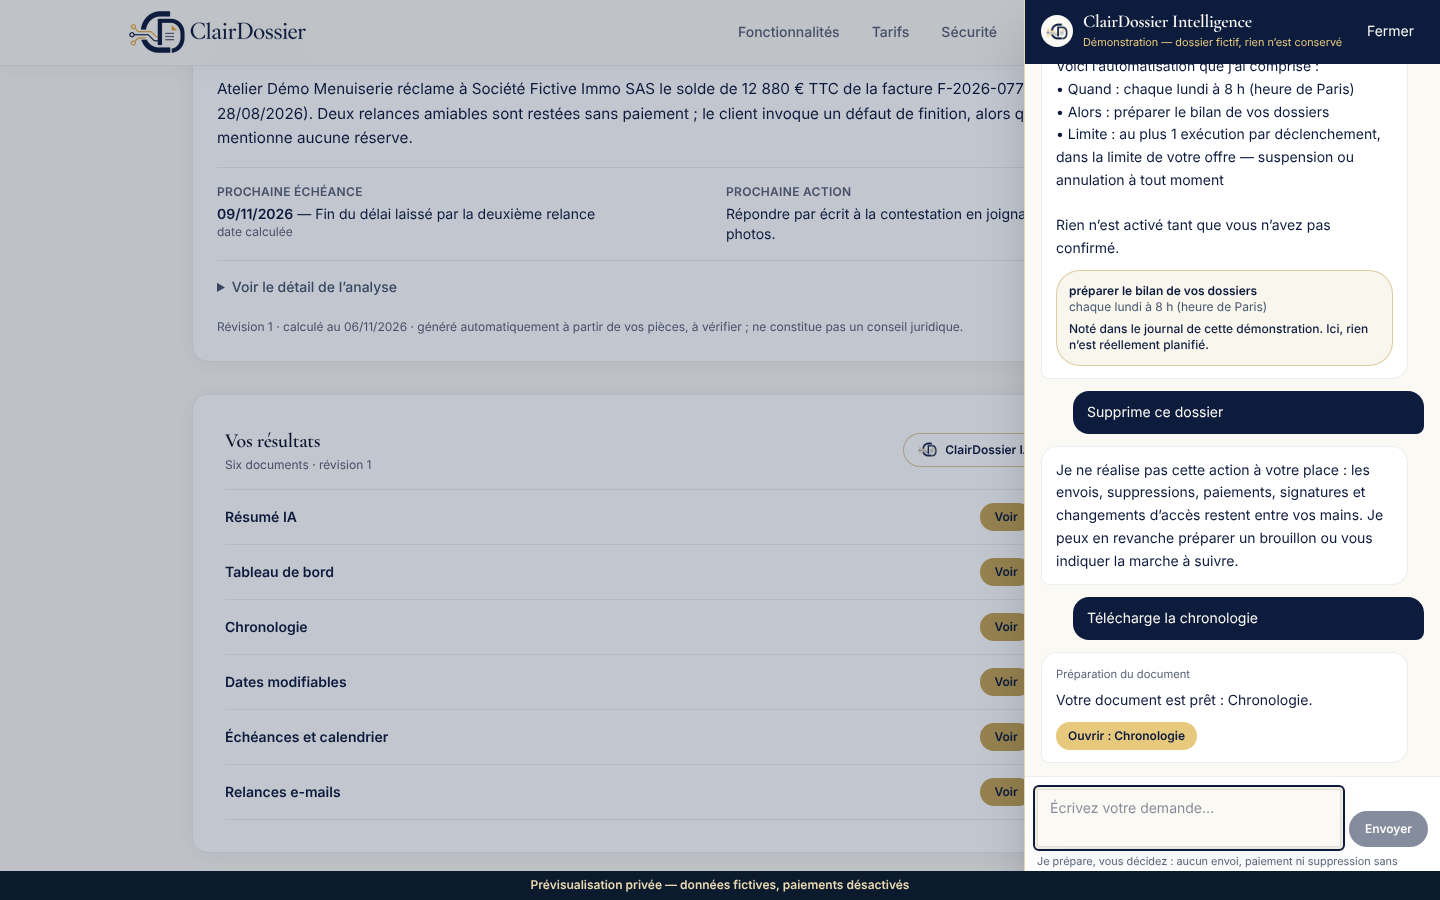 ClairDossier
Fonctionnalités
Tarifs
Sécurité
Atelier Démo Menuiserie réclame à Société Fictive Immo SAS le solde de 12 880 € TTC de la facture F-2026-077
28/08/2026). Deux relances amiables sont restées sans paiement ; le client invoque un défaut de finition, alors q
mentionne aucune réserve.
PROCHAINE ÉCHÉANCE
09/11/2026 — Fin du délai laissé par la deuxième relance
date calculée
PROCHAINE ACTION
Répondre par écrit à la contestation en joigna
photos.
Voir le détail de l’analyse
Révision 1 · calculé au 06/11/2026 · généré automatiquement à partir de vos pièces, à vérifier ; ne constitue pas un conseil juridique.
Vos résultats
Six documents · révision 1
ClairDossier I
Résumé IA
Voir
Tableau de bord
Voir
Chronologie
Voir
Dates modifiables
Voir
Échéances et calendrier
Voir
Relances e-mails
Voir
ClairDossier Intelligence
Démonstration — dossier fictif, rien n’est conservé
Fermer
Voici l’automatisation que j’ai comprise :
• Quand : chaque lundi à 8 h (heure de Paris)
• Alors : préparer le bilan de vos dossiers
• Limite : au plus 1 exécution par déclenchement,
dans la limite de votre offre — suspension ou
annulation à tout moment
Rien n’est activé tant que vous n’avez pas
confirmé.
préparer le bilan de vos dossiers
chaque lundi à 8 h (heure de Paris)
Noté dans le journal de cette démonstration. Ici, rien
n’est réellement planifié.
Supprime ce dossier
Je ne réalise pas cette action à votre place : les
envois, suppressions, paiements, signatures et
changements d’accès restent entre vos mains. Je
peux en revanche préparer un brouillon ou vous
indiquer la marche à suivre.
Télécharge la chronologie
Préparation du document
Votre document est prêt : Chronologie.
Ouvrir : Chronologie
Écrivez votre demande...
Envoyer
Je prépare, vous décidez : aucun envoi, paiement ni suppression sans
Prévisualisation privée — données fictives, paiements désactivés